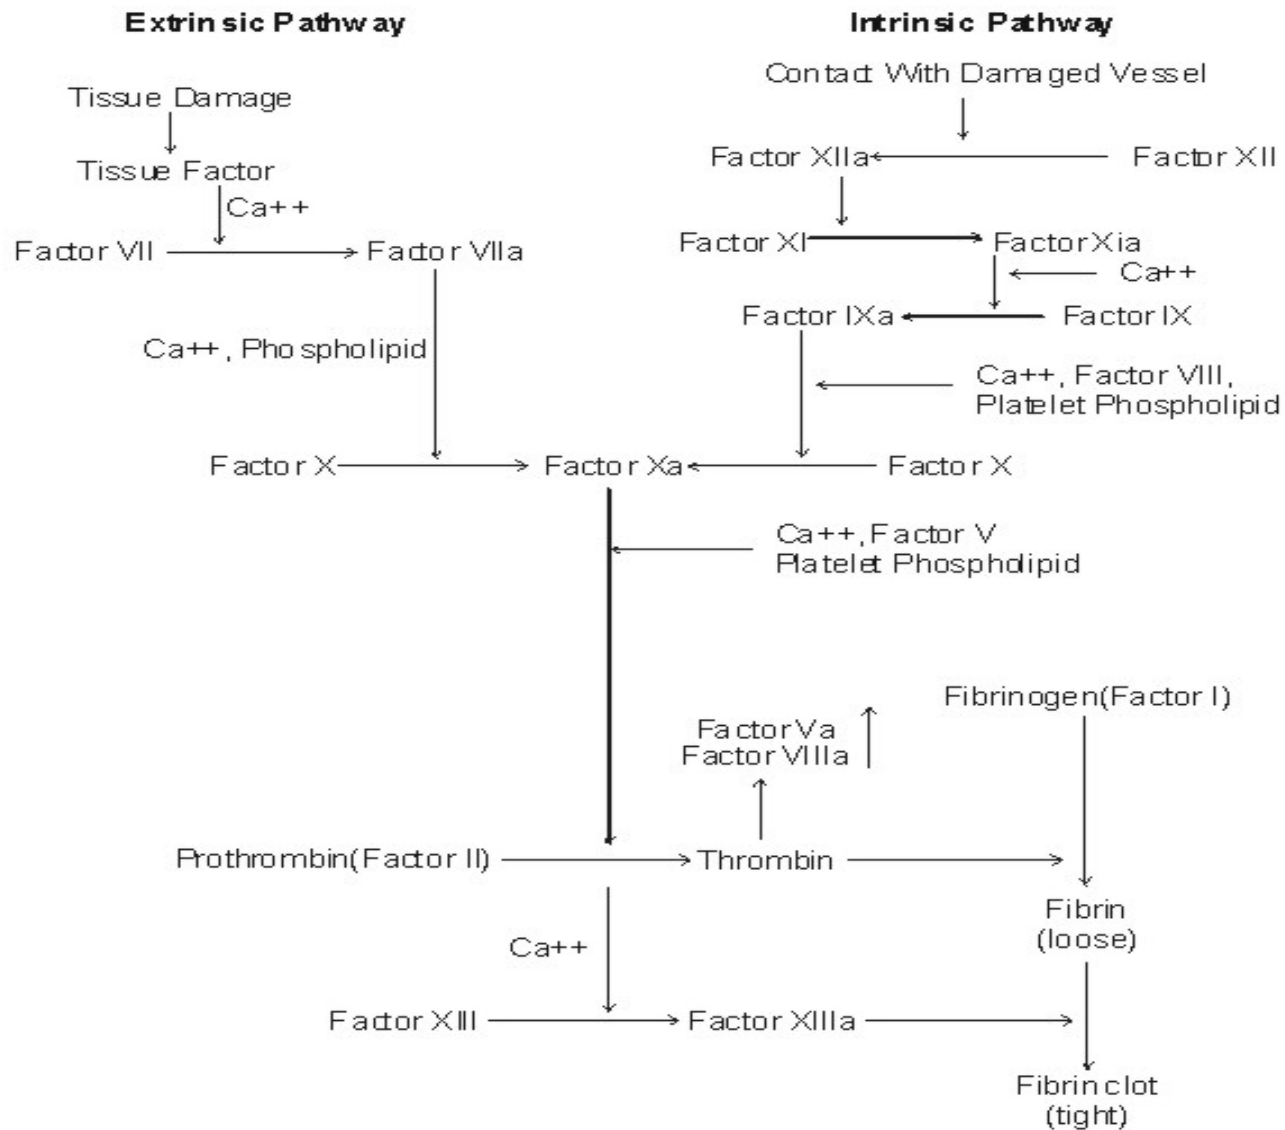 Extrinsic Pathway
Intrinsic Pathway
Contact With Damaged Vessel
Tissue Damage
Factor XIIa
Factor XII
Tissue Factor
Ca++
Factor VII
Factor VIIa
Factor XI
Factor Xia
Ca++
Factor IXa
Factor IX
Ca++, Phospholipid
Ca++, Factor VIII,
Platelet Phospholipid
Factor X
Factor Xa
Factor X
Ca++, Factor V
Platelet Phospholipid
Fibrinogen(Factor I)
Factor Va
Factor VIIIa
Prothrombin(Factor II)
Thrombin
Fibrin
(loose)
Ca++
Factor XIII
Factor XIIIa
Fibrin clot
(tight)